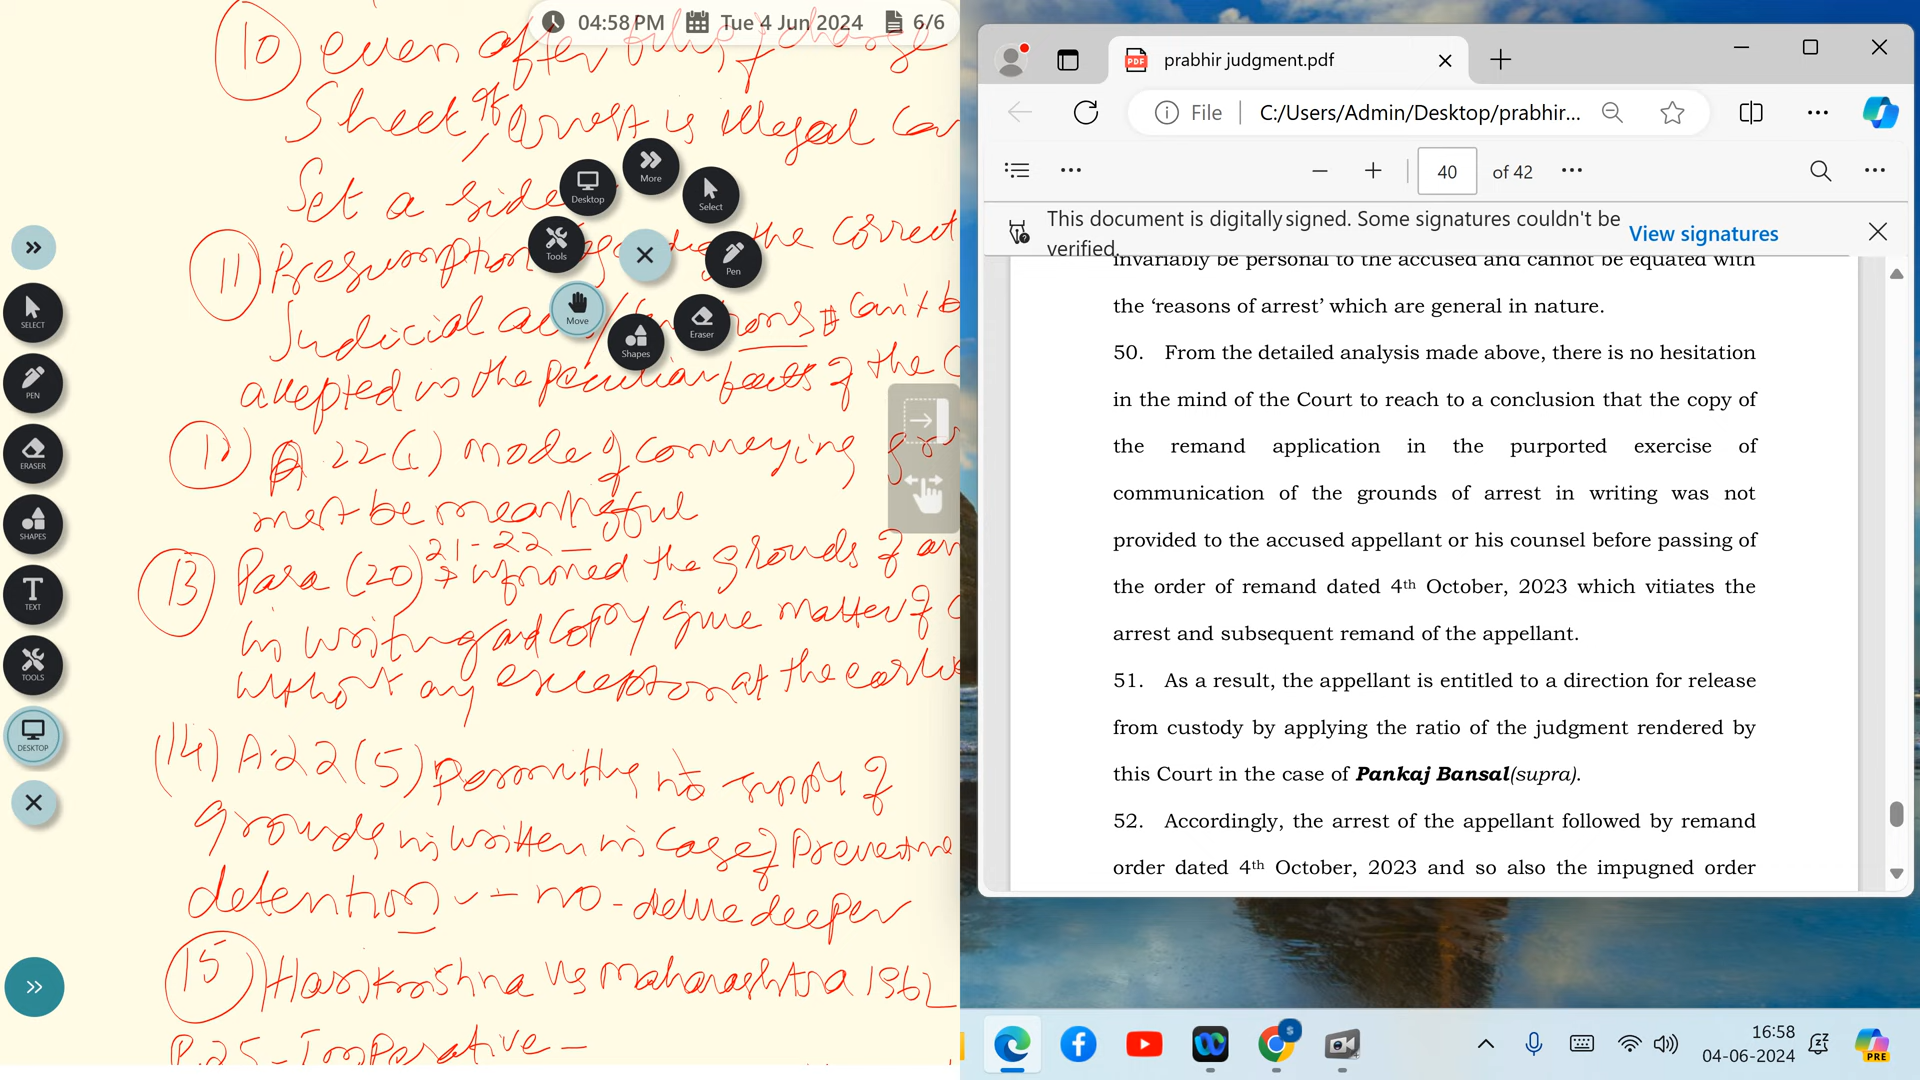 04:58 PM Tue 4 Jun 2024 6/6
10 even after filing of charge
Sheet, if Arrest is illegal can
Set a side
11 Presumption the correct
Judicial can't b
accepted in the peculiar facts of the C
12 A 22(1) mode of conveying
must be meaningful
13 Para (20) 21-22 informed the grounds of arr
in writing and copy give matter of
without any exception at the earlie
(14) A.22(5) permitting no supply of
grounds in written in case of Preventive
detention - no - delve deeper
15 Harikrishna Vs Maharashtra 1962
P.25 - Imperative -
More
Desktop
Select
Tools
Pen
Move
Eraser
Shapes
SELECT
PEN
ERASER
SHAPES
TEXT
TOOLS
DESKTOP
prabhir judgment.pdf
File C:/Users/Admin/Desktop/prabhir...
40 of 42
This document is digitally signed. Some signatures couldn't be
verified.
View signatures
invariably be personal to the accused and cannot be equated with
the ‘reasons of arrest’ which are general in nature.
50. From the detailed analysis made above, there is no hesitation
in the mind of the Court to reach to a conclusion that the copy of
the remand application in the purported exercise of
communication of the grounds of arrest in writing was not
provided to the accused appellant or his counsel before passing of
the order of remand dated 4th October, 2023 which vitiates the
arrest and subsequent remand of the appellant.
51. As a result, the appellant is entitled to a direction for release
from custody by applying the ratio of the judgment rendered by
this Court in the case of Pankaj Bansal(supra).
52. Accordingly, the arrest of the appellant followed by remand
order dated 4th October, 2023 and so also the impugned order
16:58
04-06-2024
PRE